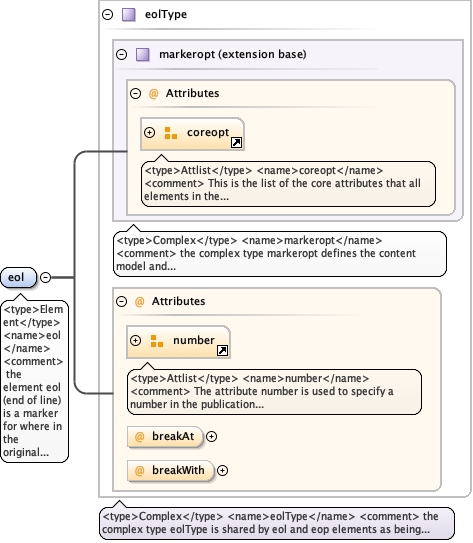 eolType
markeropt (extension base)
@ Attributes
coreopt
<type>Attlist</type> <name>coreopt</name>
<comment> This is the list of the core attributes that all
elements in the...
<type>Complex</type> <name>markeropt</name>
<comment> the complex type markeropt defines the content
model and...
eol
<type>Elem
ent</type>
<name>eol
</name>
<comment>
the
element eol
(end of line)
is a marker
for where in
the
original...
@ Attributes
number
<type>Attlist</type> <name>number</name>
<comment> The attribute number is used to specify a
number in the publication...
@ breakAt
@ breakWith
<type>Complex</type> <name>eolType</name> <comment> the
complex type eolType is shared by eol and eop elements as being...